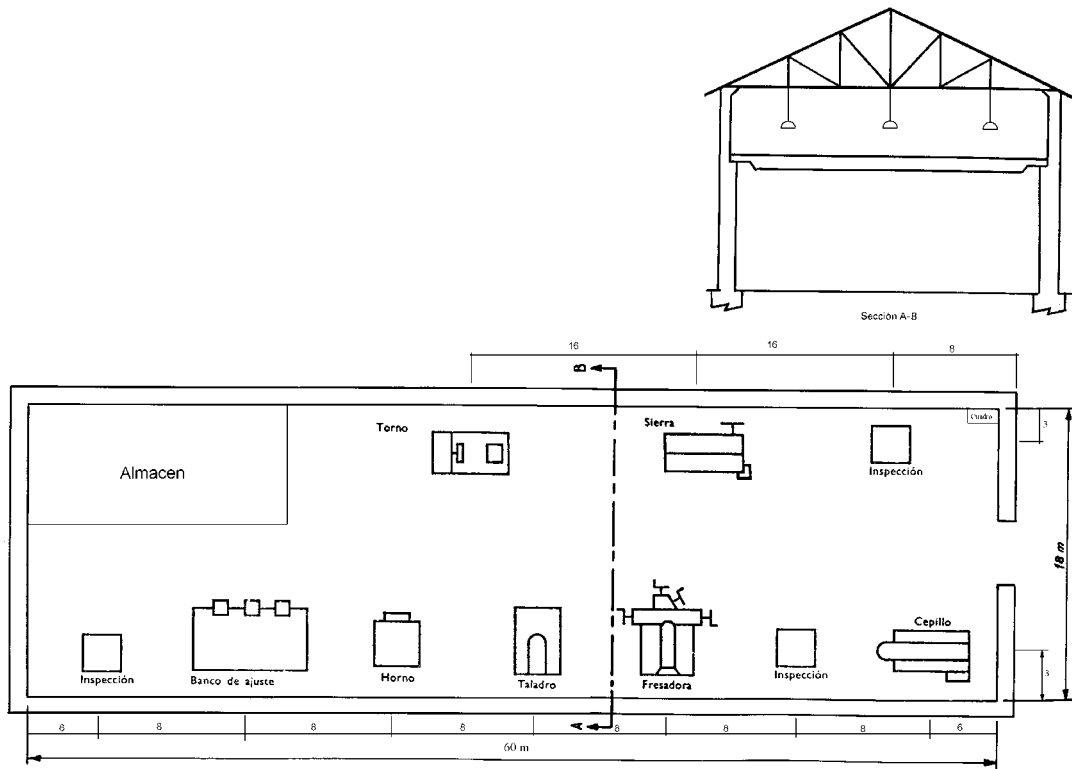 Sección A-B
16
16
8
B
Cuadro
3
Torno
Sierra
Inspección
Almacen
18 m
Cepillo
3
Inspección
Banco de ajuste
Horno
Taladro
Fresadora
Inspección
A
6
8
8
8
8
8
8
6
60 m